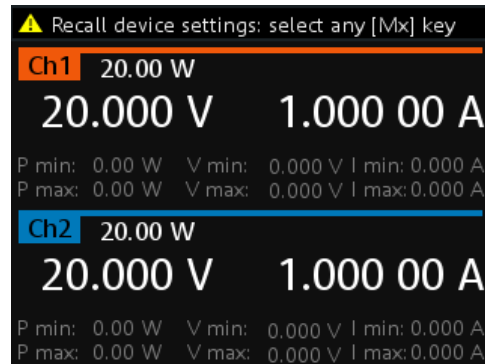 Recall device settings: select any [Mx] key
Ch1 20.00 W
20.000 V 1.000 00 A
P min: 0.00 W V min: 0.000 V I min: 0.000 A
P max: 0.00 W V max: 0.000 V I max: 0.000 A
Ch2 20.00 W
20.000 V 1.000 00 A
P min: 0.00 W V min: 0.000 V I min: 0.000 A
P max: 0.00 W V max: 0.000 V I max: 0.000 A